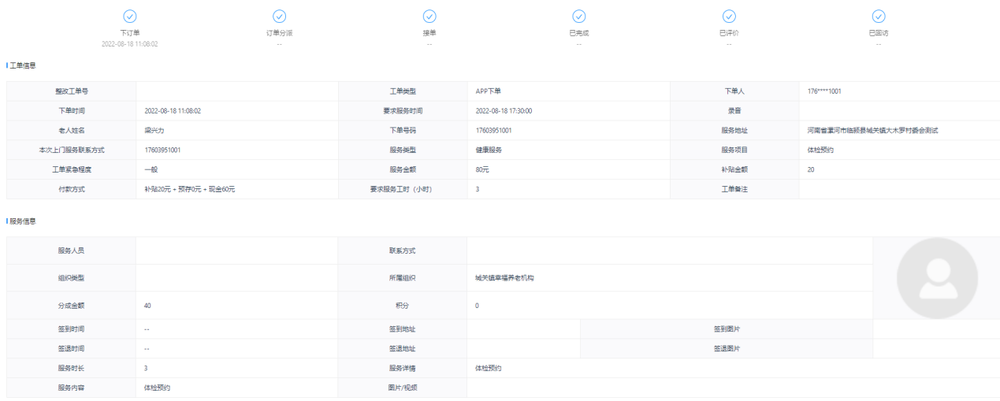 下订单 订单分派 接单 已完成 已评价 已回访
2022-08-18 11:08:02 -- -- -- -- --
工单信息
整改工单号 工单类型 APP下单 下单人 176****1001
下单时间 2022-08-18 11:08:02 要求服务时间 2022-08-18 17:30:00 录音
老人姓名 梁兴力 下单号码 17603951001 服务地址 河南省漯河市临颍县城关镇大木罗村委会测试
本次上门服务联系方式 17603951001 服务类型 健康服务 服务项目 体检预约
工单紧急程度 一般 服务金额 80元 补贴金额 20
付款方式 补贴20元 + 预存0元 + 现金60元 要求服务工时（小时） 3 工单备注
服务信息
服务人员 联系方式
组织类型 所属组织 城关镇幸福养老机构
分成金额 40 积分 0
签到时间 -- 签到地址 签到图片
签退时间 -- 签退地址 签退图片
服务时长 3 服务详情 体检预约
服务内容 体检预约 图片/视频